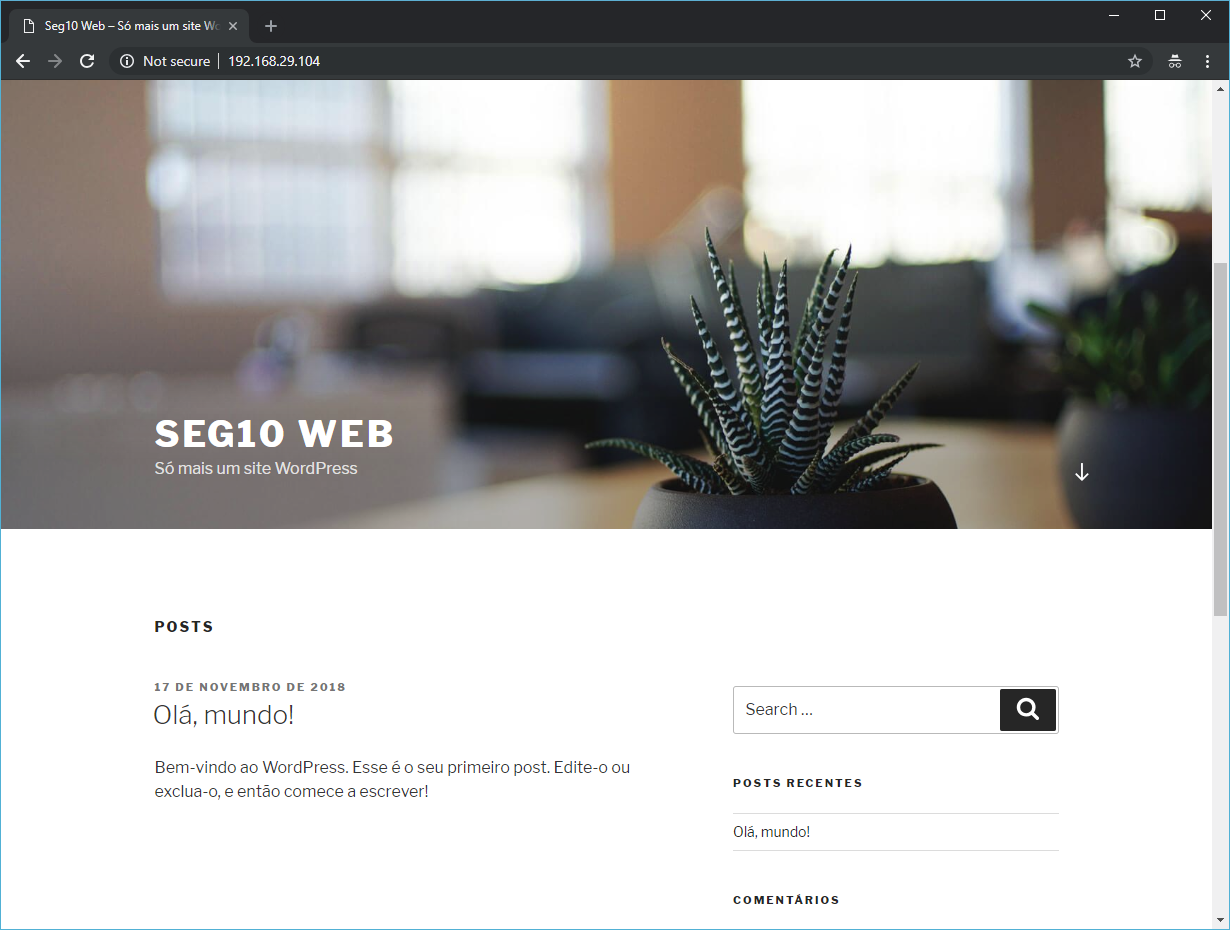 Seg10 Web – Só mais um site Wo
Not secure
192.168.29.104
SEG10 WEB
Só mais um site WordPress
POSTS
17 DE NOVEMBRO DE 2018
Olá, mundo!
Bem-vindo ao WordPress. Esse é o seu primeiro post. Edite-o ou
exclua-o, e então comece a escrever!
Search …
POSTS RECENTES
Olá, mundo!
COMENTÁRIOS